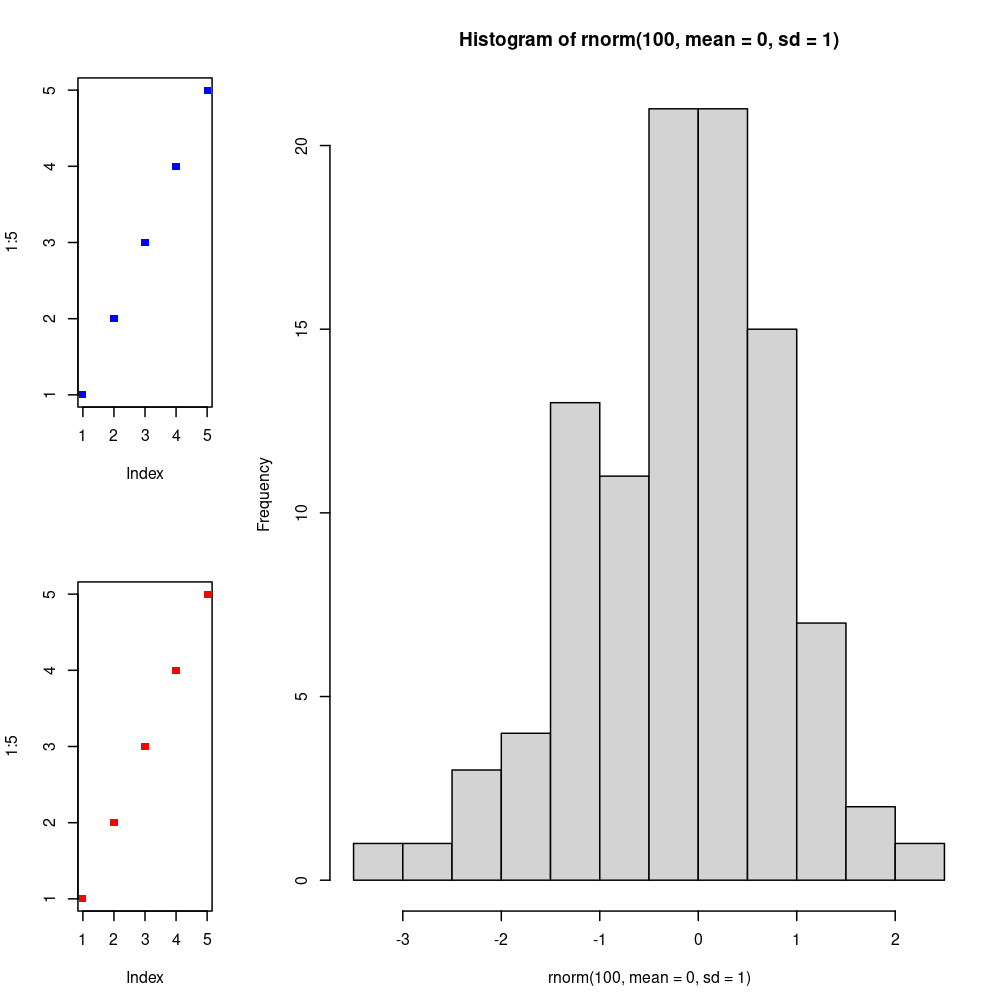 Histogram of rnorm(100, mean = 0, sd = 1)
5
4
3
2
1
1:5
1 2 3 4 5
Index
5
4
3
2
1
1:5
1 2 3 4 5
Index
20
15
10
5
0
Frequency
-3 -2 -1 0 1 2
rnorm(100, mean = 0, sd = 1)